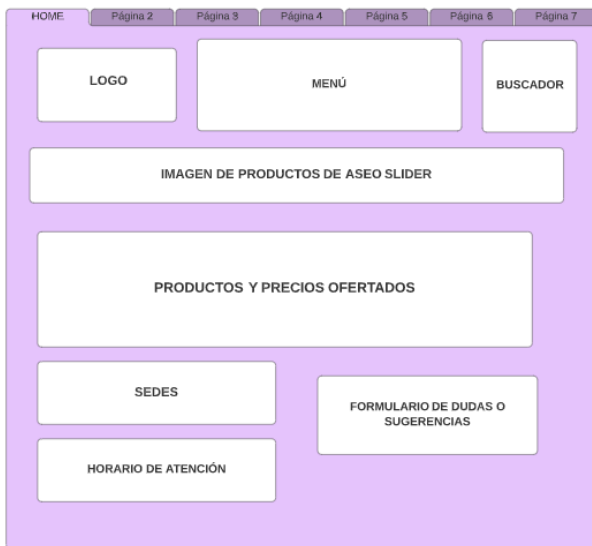 HOME Página 2 Página 3 Página 4 Página 5 Página 6 Página 7
LOGO
MENÚ
BUSCADOR
IMAGEN DE PRODUCTOS DE ASEO SLIDER
PRODUCTOS Y PRECIOS OFERTADOS
SEDES
FORMULARIO DE DUDAS O
SUGERENCIAS
HORARIO DE ATENCIÓN